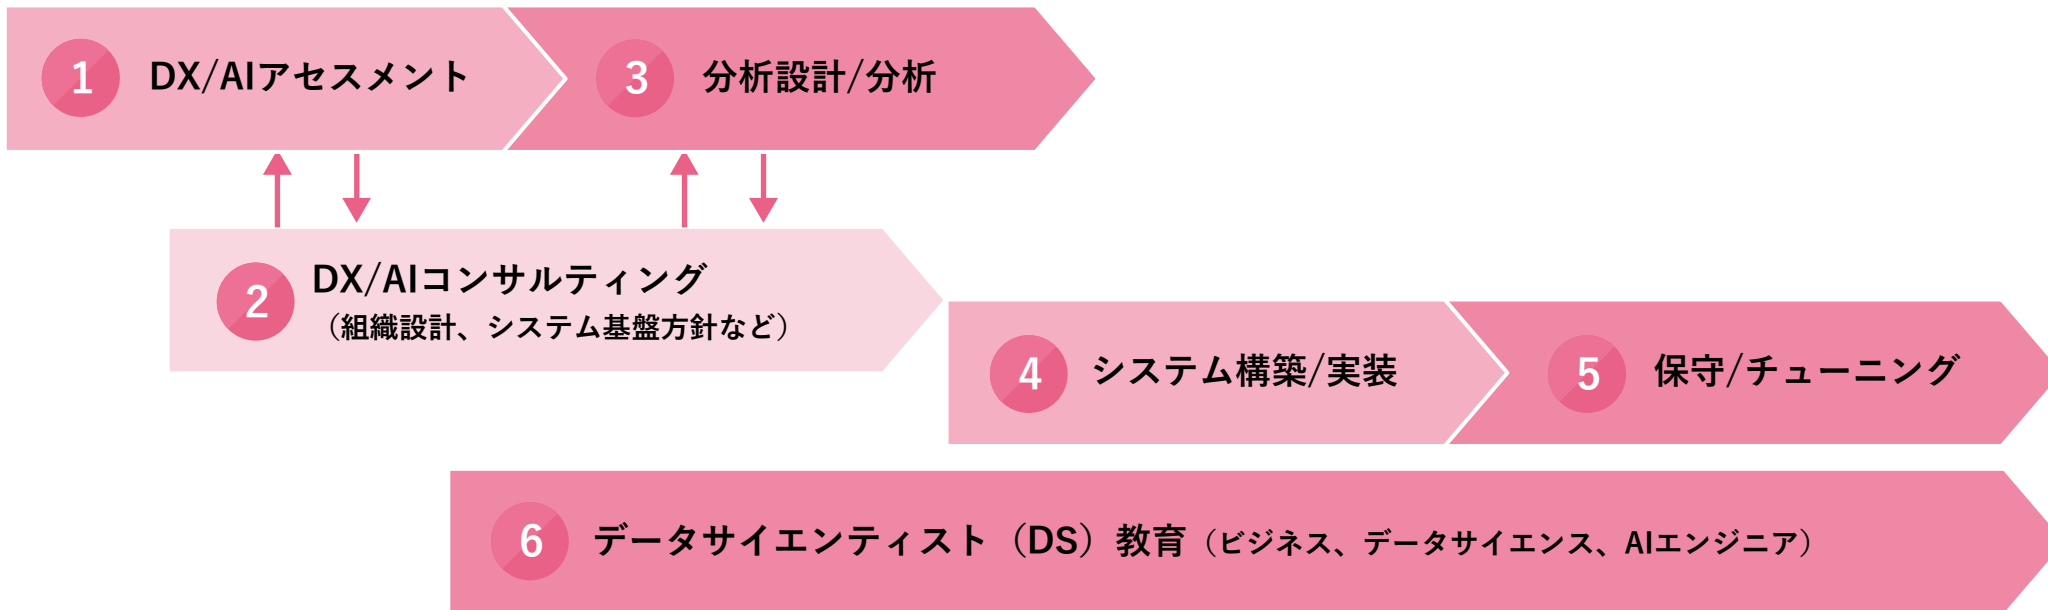 1 DX/AIアセスメント
3 分析設計/分析
2 DX/AIコンサルティング
（組織設計、システム基盤方針など）
4 システム構築/実装
5 保守/チューニング
6 データサイエンティスト（DS）教育（ビジネス、データサイエンス、AIエンジニア）